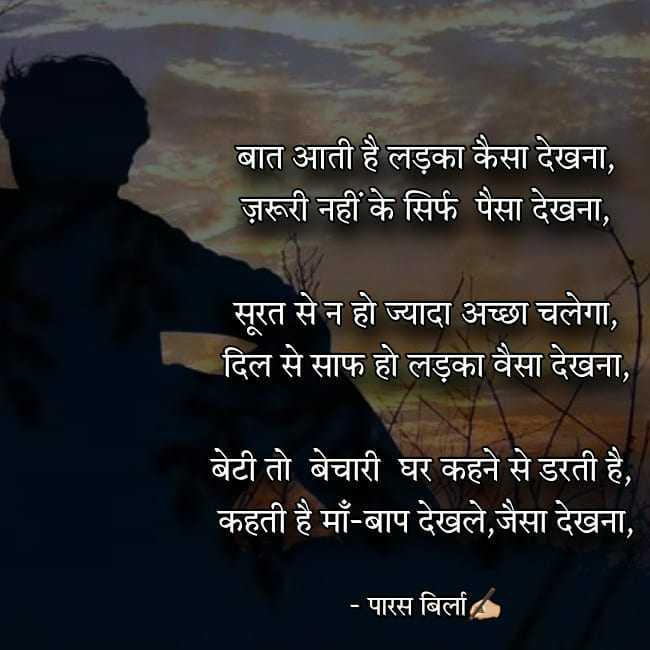 बात आती है लड़का कैसा देखना,
ज़रूरी नहीं के सिर्फ पैसा देखना,
सूरत से न हो ज्यादा अच्छा चलेगा,
दिल से साफ हो लड़का वैसा देखना,
बेटी तो बेचारी घर कहने से डरती है,
कहती है माँ-बाप देखले,जैसा देखना,
- पारस बिर्ला✍🏼